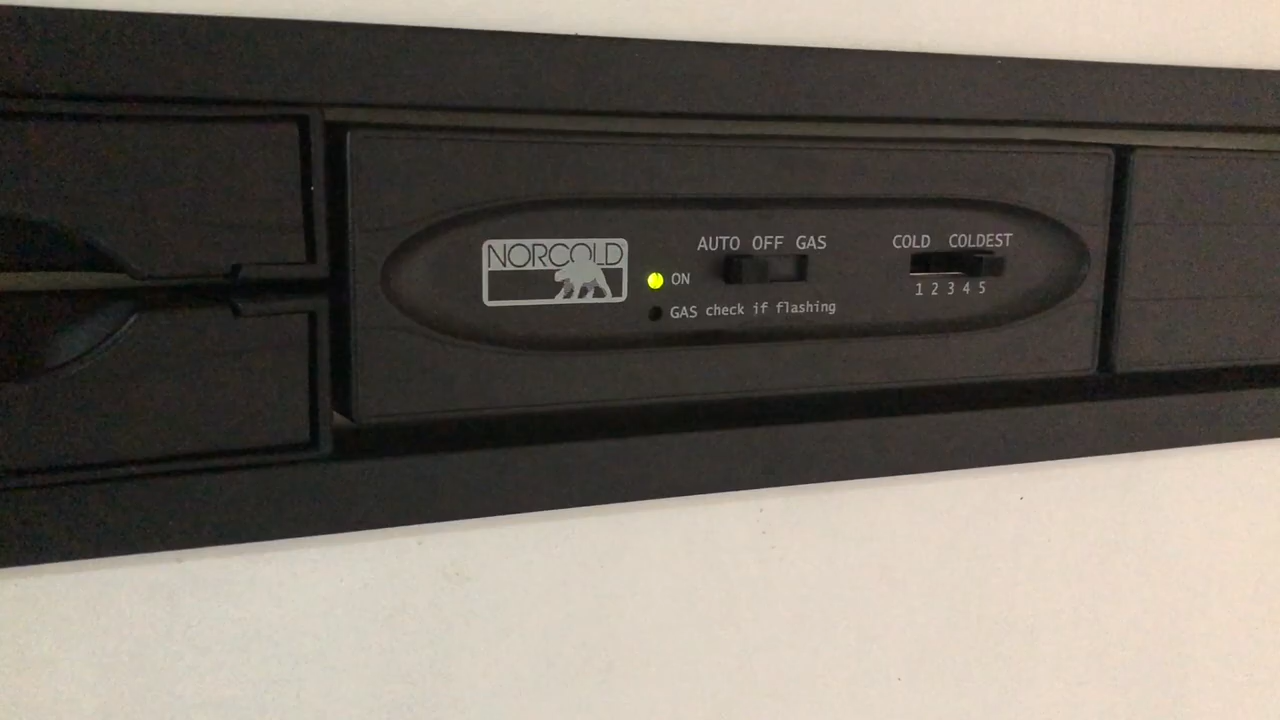 NORCOLD
AUTO OFF GAS
ON
GAS check if flashing
COLD COLDEST
1 2 3 4 5